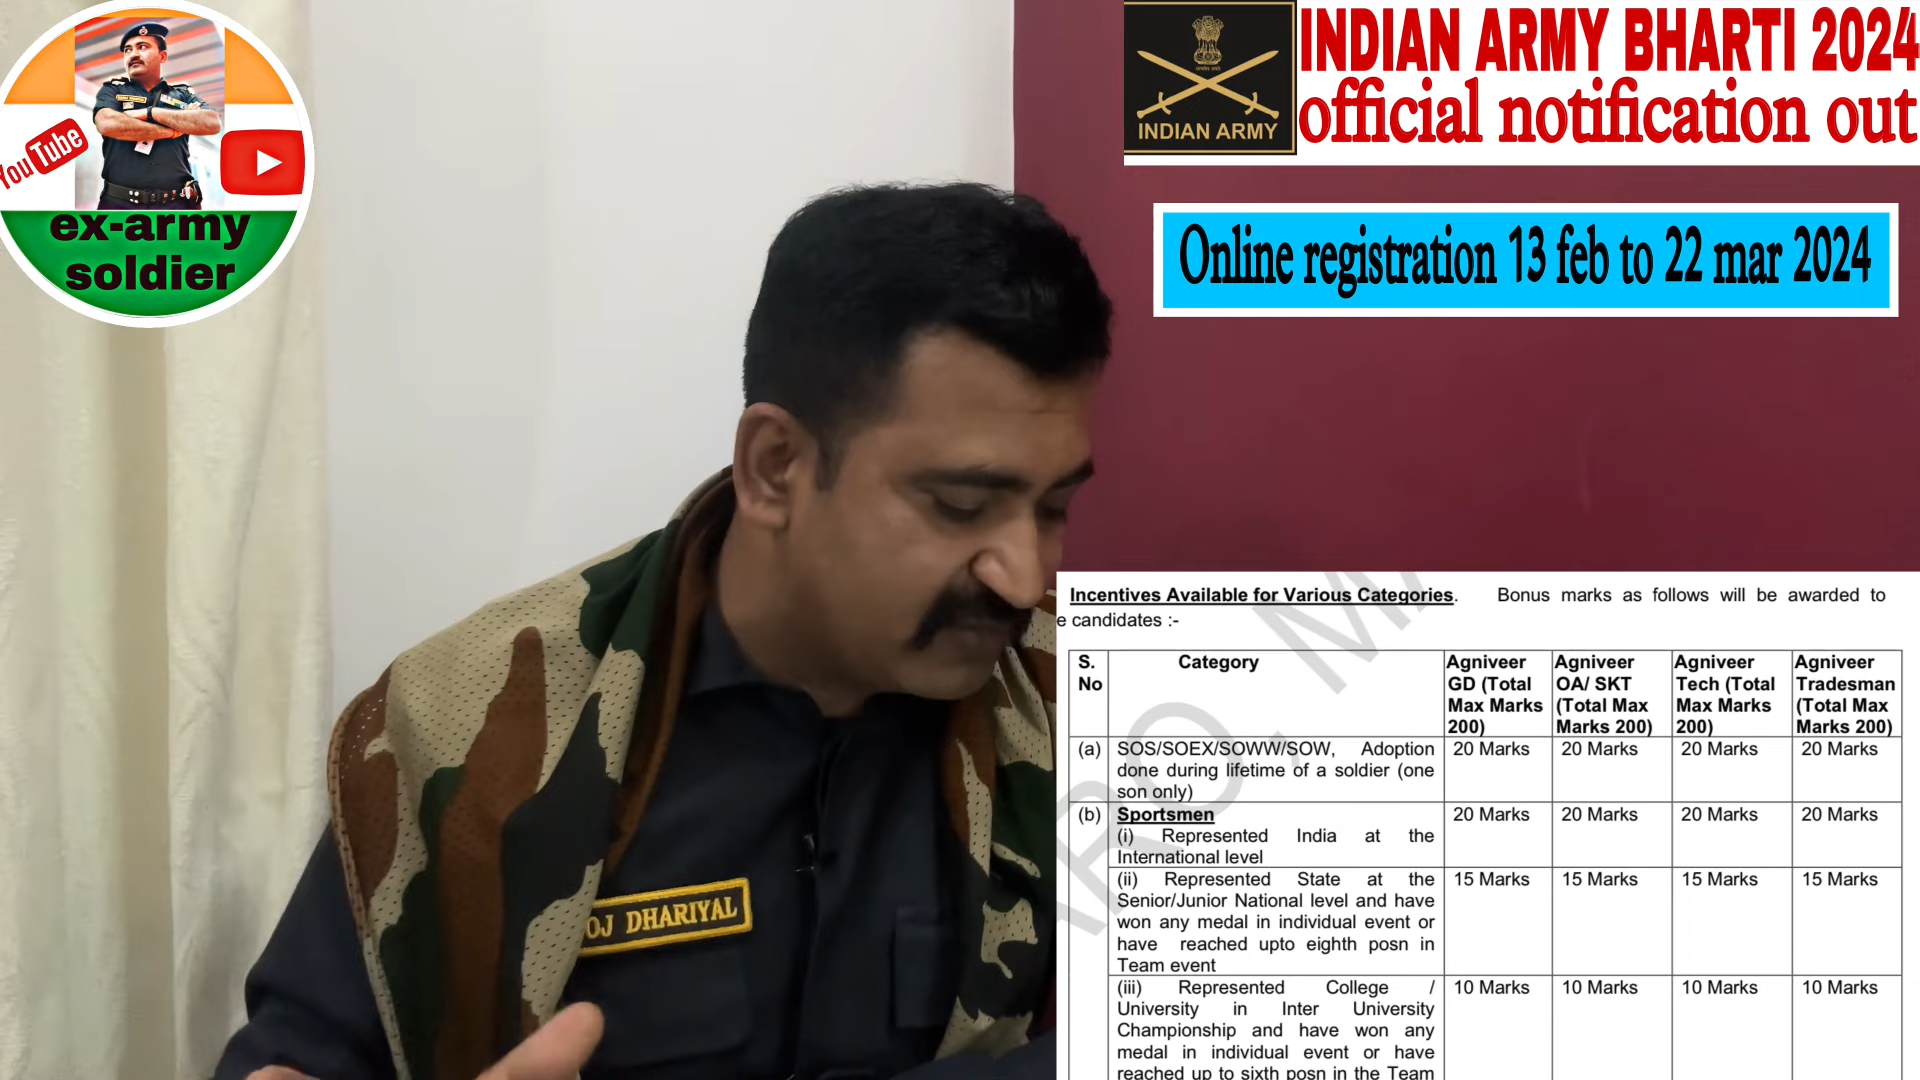 YouTube
ex-army
soldier
INDIAN ARMY
INDIAN ARMY BHARTI 2024
official notification out
Online registration 13 feb to 22 mar 2024
OJ DHARIYAL
Incentives Available for Various Categories. Bonus marks as follows will be awarded to
e candidates :-
S. No Category Agniveer GD (Total Max Marks 200) Agniveer OA/ SKT (Total Max Marks 200) Agniveer Tech (Total Max Marks 200) Agniveer Tradesman (Total Max Marks 200)
(a) SOS/SOEX/SOWW/SOW, Adoption 20 Marks 20 Marks 20 Marks 20 Marks
done during lifetime of a soldier (one
son only)
(b) Sportsmen 20 Marks 20 Marks 20 Marks 20 Marks
(i) Represented India at the
International level
(ii) Represented State at the 15 Marks 15 Marks 15 Marks 15 Marks
Senior/Junior National level and have
won any medal in individual event or
have reached upto eighth posn in
Team event
(iii) Represented College / 10 Marks 10 Marks 10 Marks 10 Marks
University in Inter University
Championship and have won any
medal in individual event or have
reached up to sixth posn in the Team